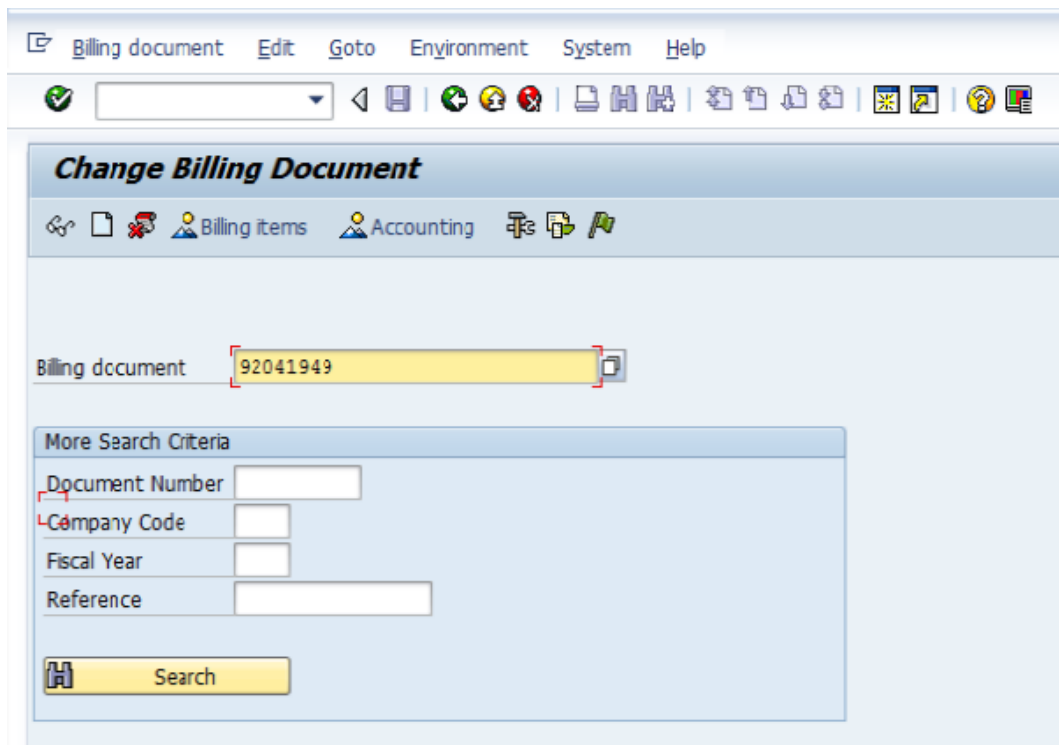 Billing document Edit Goto Environment System Help
Change Billing Document
Billing items Accounting
Billing document 92041949
More Search Criteria
Document Number
Company Code
Fiscal Year
Reference
Search